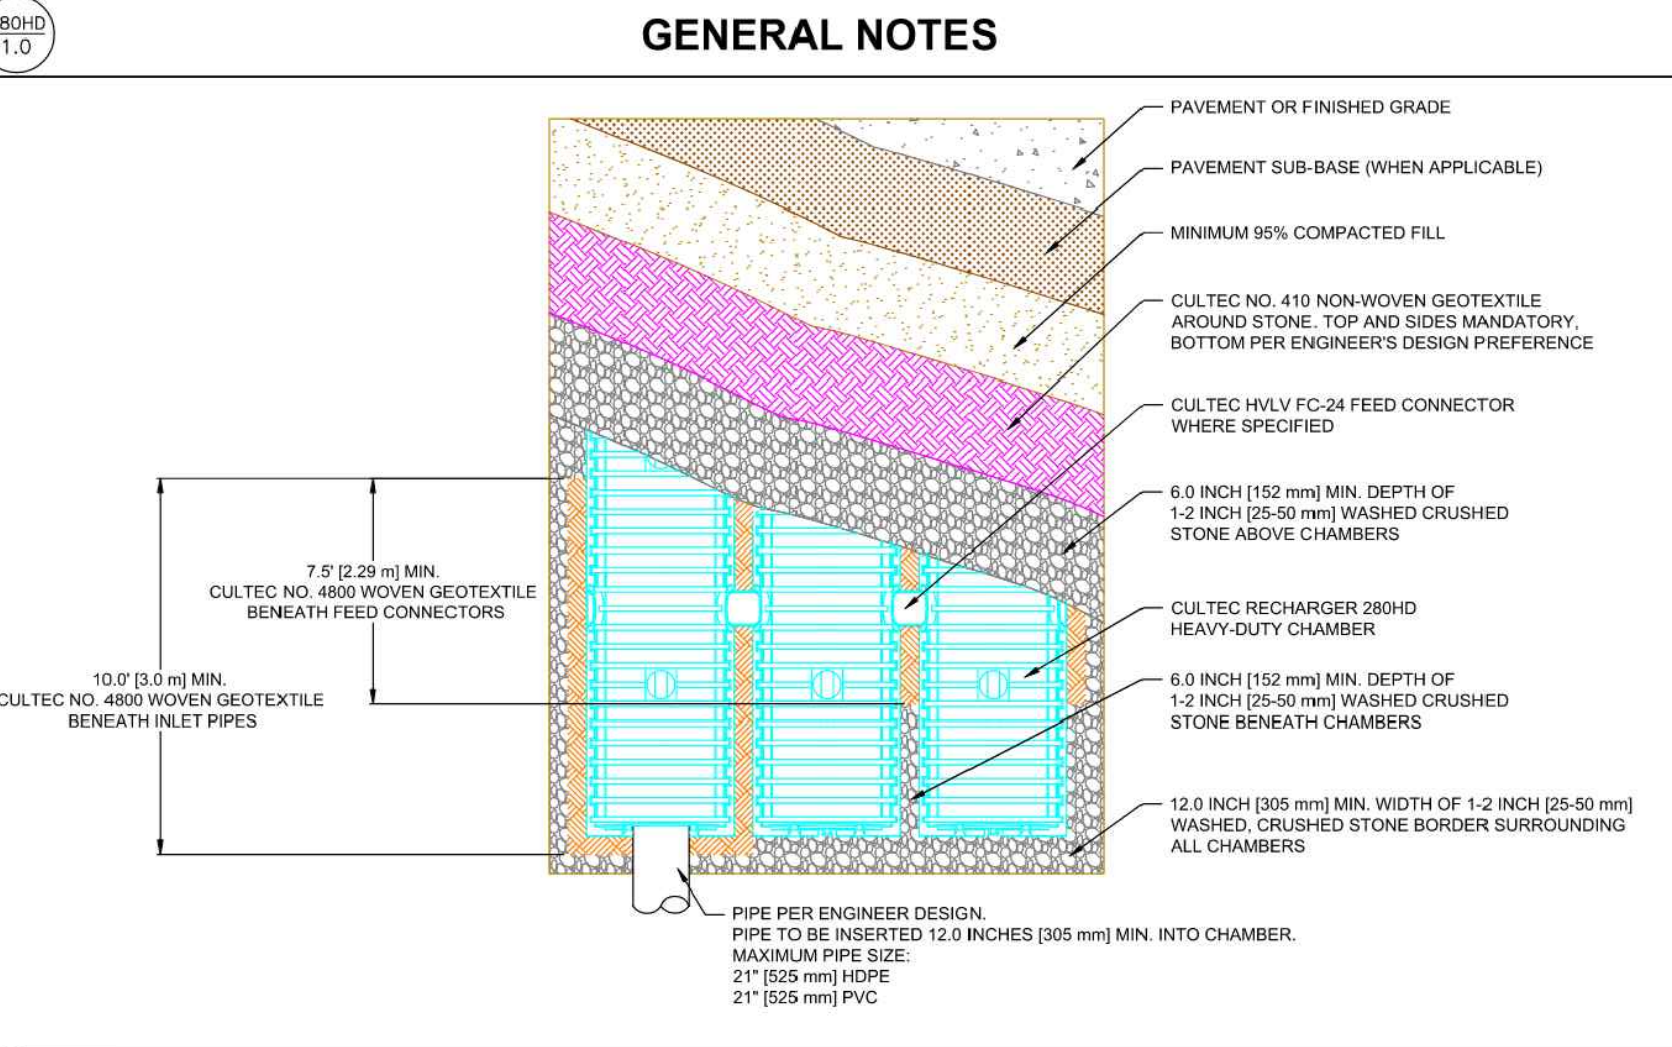 80HD
1.0
GENERAL NOTES
PAVEMENT OR FINISHED GRADE
PAVEMENT SUB-BASE (WHEN APPLICABLE)
MINIMUM 95% COMPACTED FILL
CULTEC NO. 410 NON-WOVEN GEOTEXTILE
AROUND STONE. TOP AND SIDES MANDATORY,
BOTTOM PER ENGINEER'S DESIGN PREFERENCE
CULTEC HVLV FC-24 FEED CONNECTOR
WHERE SPECIFIED
6.0 INCH [152 mm] MIN. DEPTH OF
1-2 INCH [25-50 mm] WASHED CRUSHED
STONE ABOVE CHAMBERS
7.5' [2.29 m] MIN.
CULTEC NO. 4800 WOVEN GEOTEXTILE
BENEATH FEED CONNECTORS
CULTEC RECHARGER 280HD
HEAVY-DUTY CHAMBER
10.0' [3.0 m] MIN.
CULTEC NO. 4800 WOVEN GEOTEXTILE
BENEATH INLET PIPES
6.0 INCH [152 mm] MIN. DEPTH OF
1-2 INCH [25-50 mm] WASHED CRUSHED
STONE BENEATH CHAMBERS
12.0 INCH [305 mm] MIN. WIDTH OF 1-2 INCH [25-50 mm]
WASHED, CRUSHED STONE BORDER SURROUNDING
ALL CHAMBERS
PIPE PER ENGINEER DESIGN.
PIPE TO BE INSERTED 12.0 INCHES [305 mm] MIN. INTO CHAMBER.
MAXIMUM PIPE SIZE:
21" [525 mm] HDPE
21" [525 mm] PVC